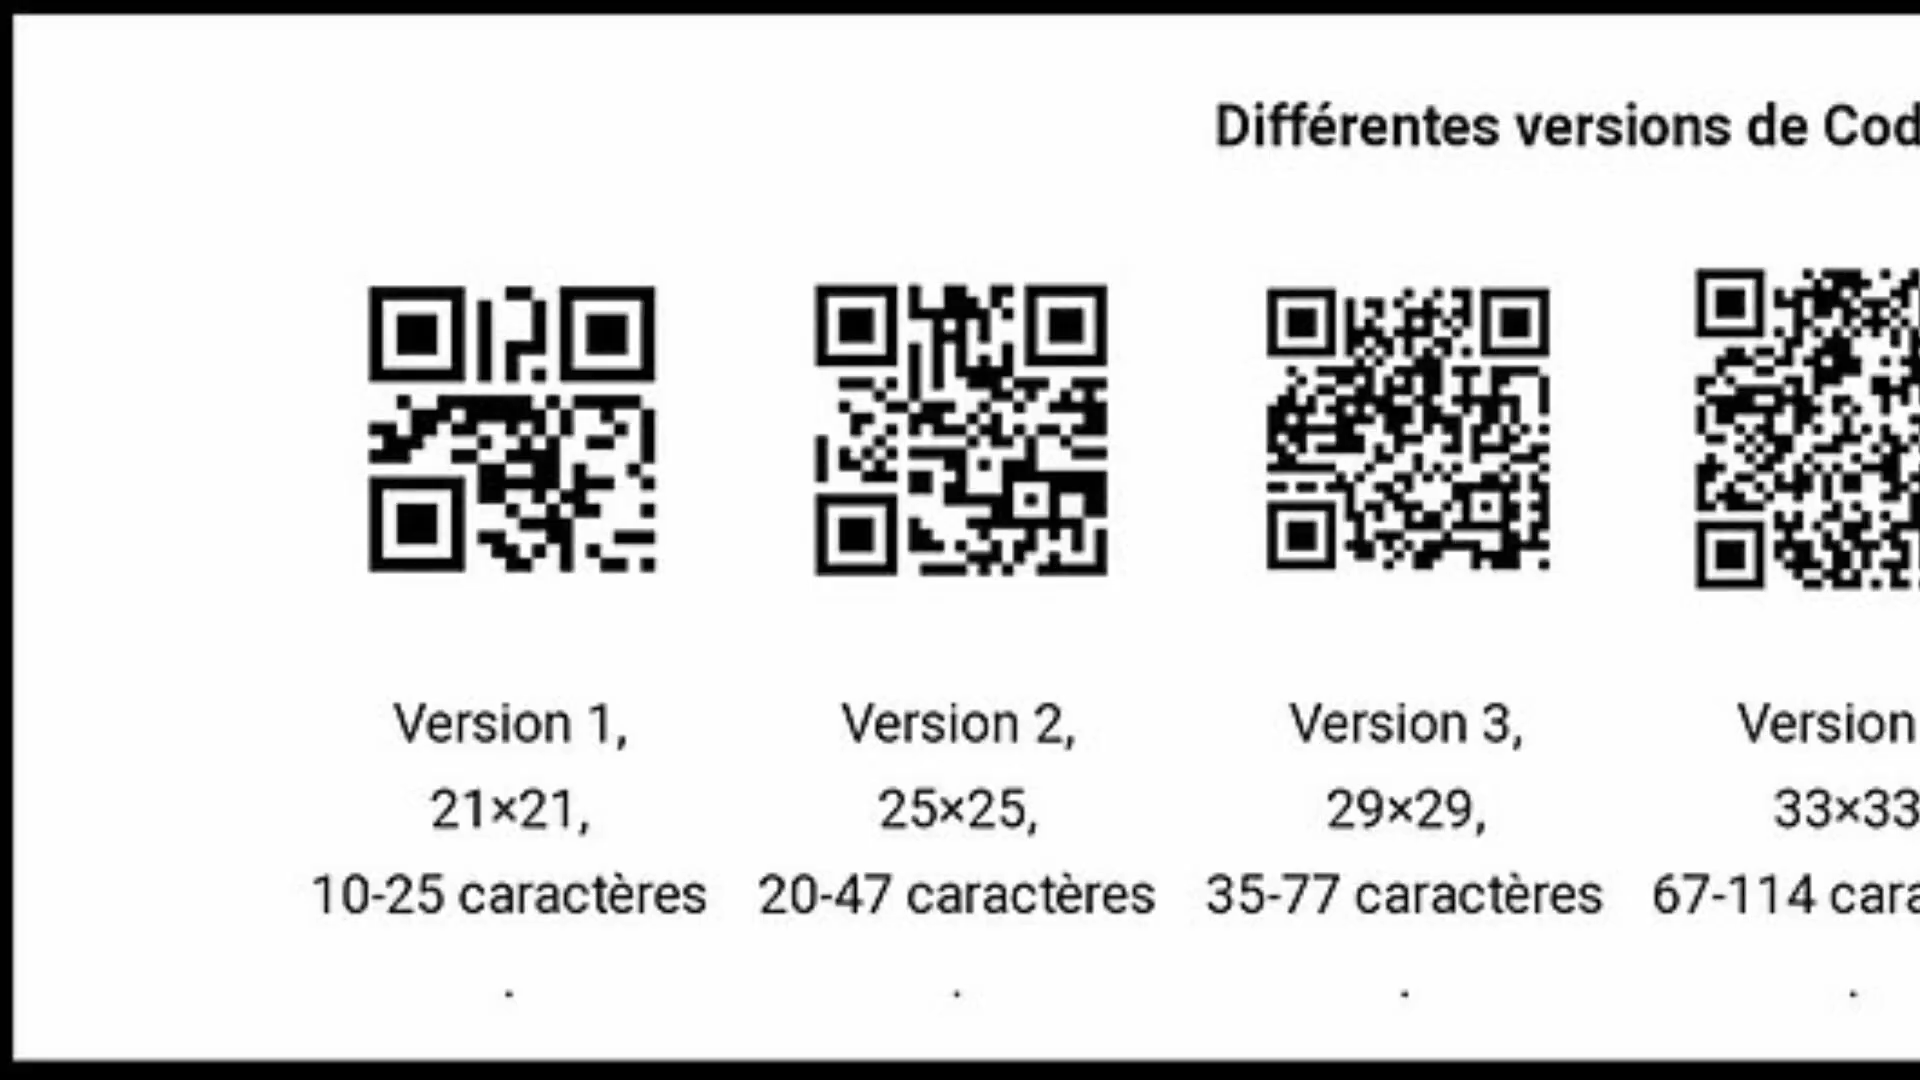 Différentes versions de Cod
Version 1,
21×21,
10-25 caractères
.
Version 2,
25×25,
20-47 caractères
.
Version 3,
29×29,
35-77 caractères
.
Version
33×33
67-114 cara
.